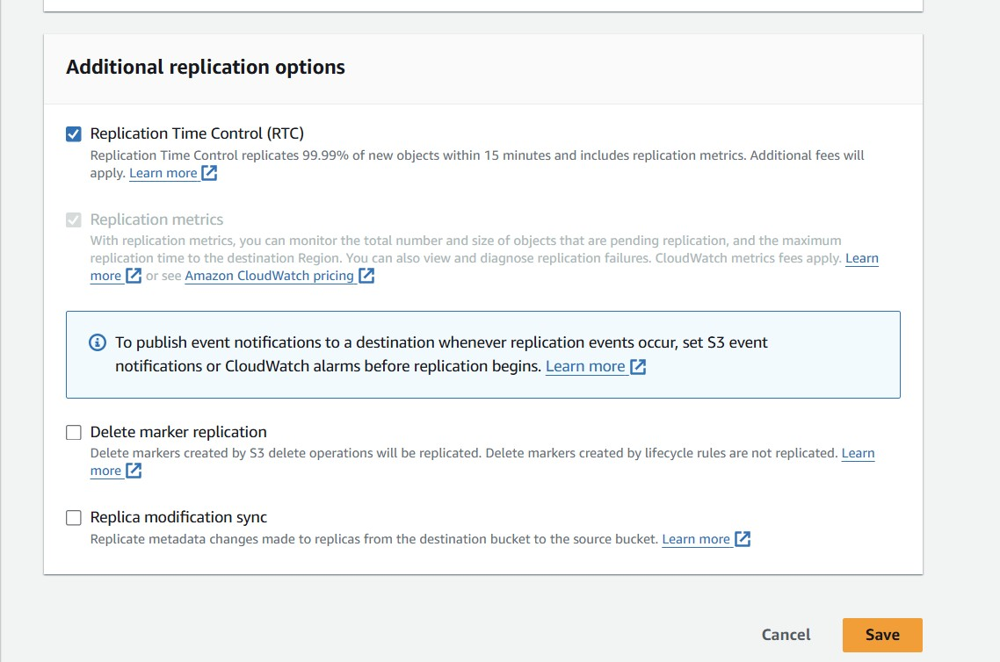 Additional replication options
Replication Time Control (RTC)
Replication Time Control replicates 99.99% of new objects within 15 minutes and includes replication metrics. Additional fees will
apply. Learn more
Replication metrics
With replication metrics, you can monitor the total number and size of objects that are pending replication, and the maximum
replication time to the destination Region. You can also view and diagnose replication failures. CloudWatch metrics fees apply. Learn
more or see Amazon CloudWatch pricing
To publish event notifications to a destination whenever replication events occur, set S3 event
notifications or CloudWatch alarms before replication begins. Learn more
Delete marker replication
Delete markers created by S3 delete operations will be replicated. Delete markers created by lifecycle rules are not replicated. Learn
more
Replica modification sync
Replicate metadata changes made to replicas from the destination bucket to the source bucket. Learn more
Cancel Save